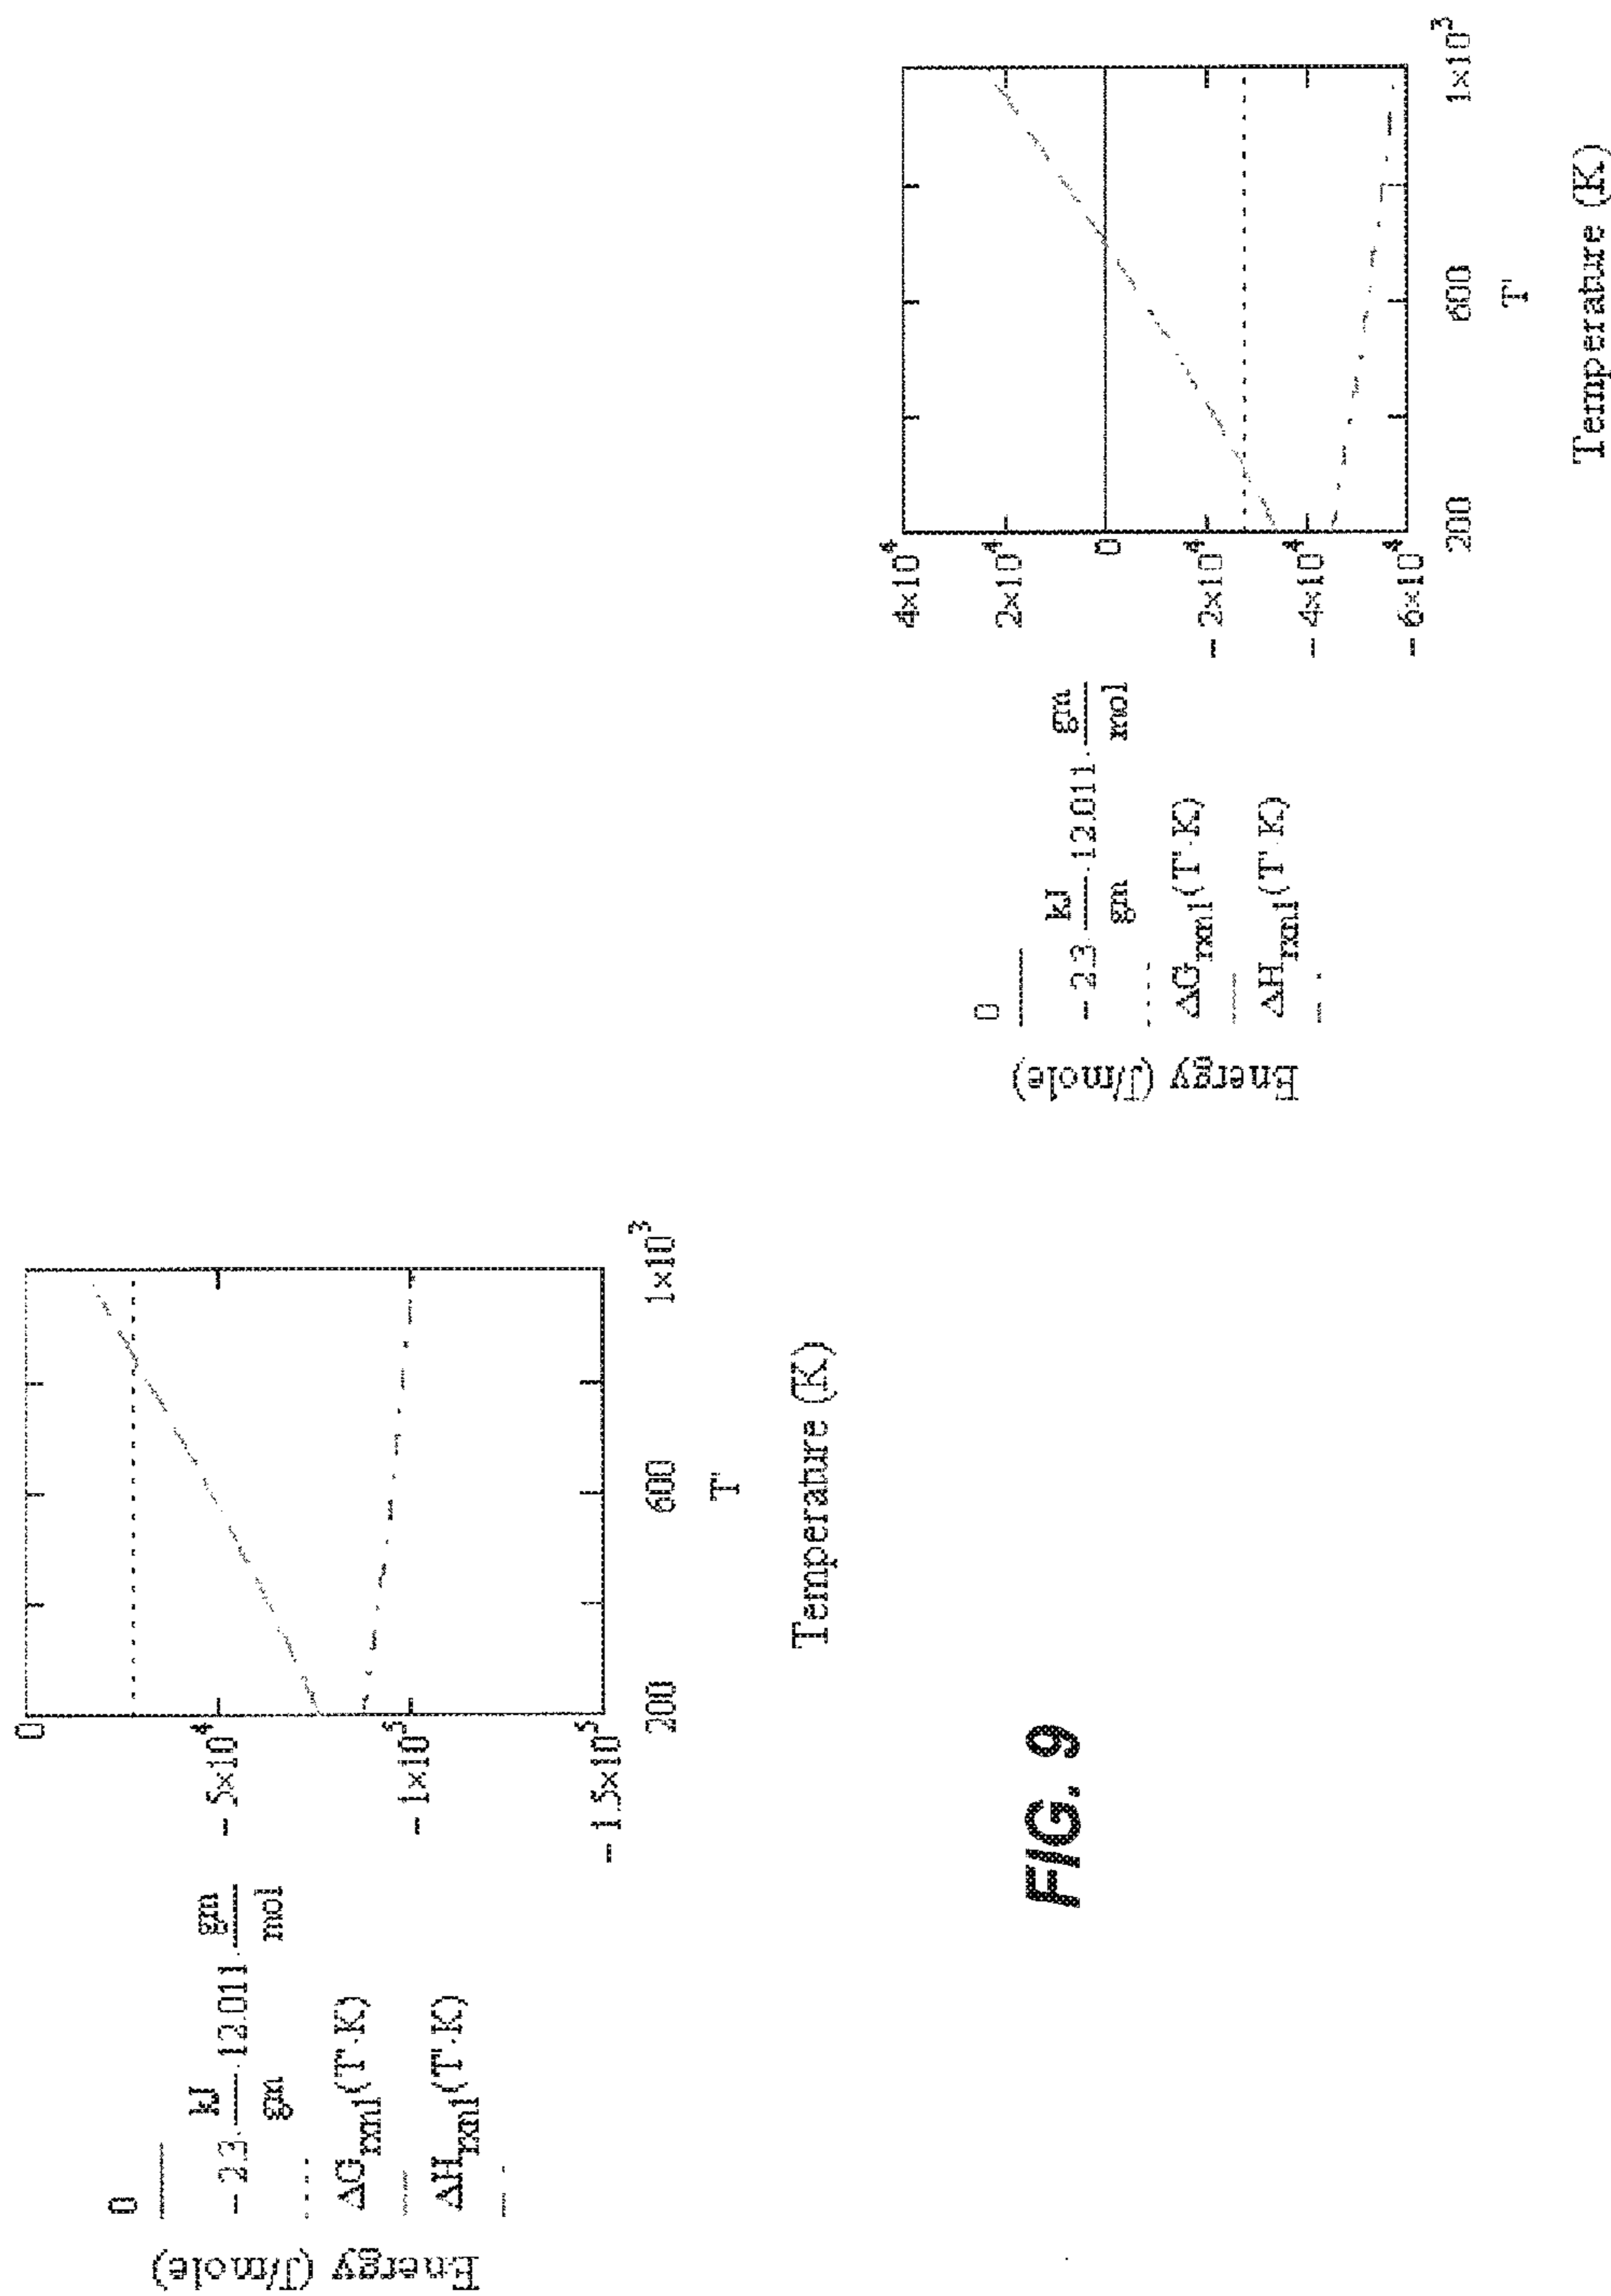 Energy (J/mole)
0
-2.3·kJ/gm·12.011·gm/mol
ΔG_rxn1(T'·K)
ΔH_rxn1(T'·K)
0
-5×10^4
-1×10^5
-1.5×10^5
200
600
1×10^3
T'
Temperature (K)
FIG. 9
Energy (J/mole)
0
-2.3·kJ/gm·12.011·gm/mol
ΔG_rxn1(T'·K)
ΔH_rxn1(T'·K)
4×10^4
2×10^4
0
-2×10^4
-4×10^4
-6×10^4
200
600
1×10^3
T'
Temperature (K)